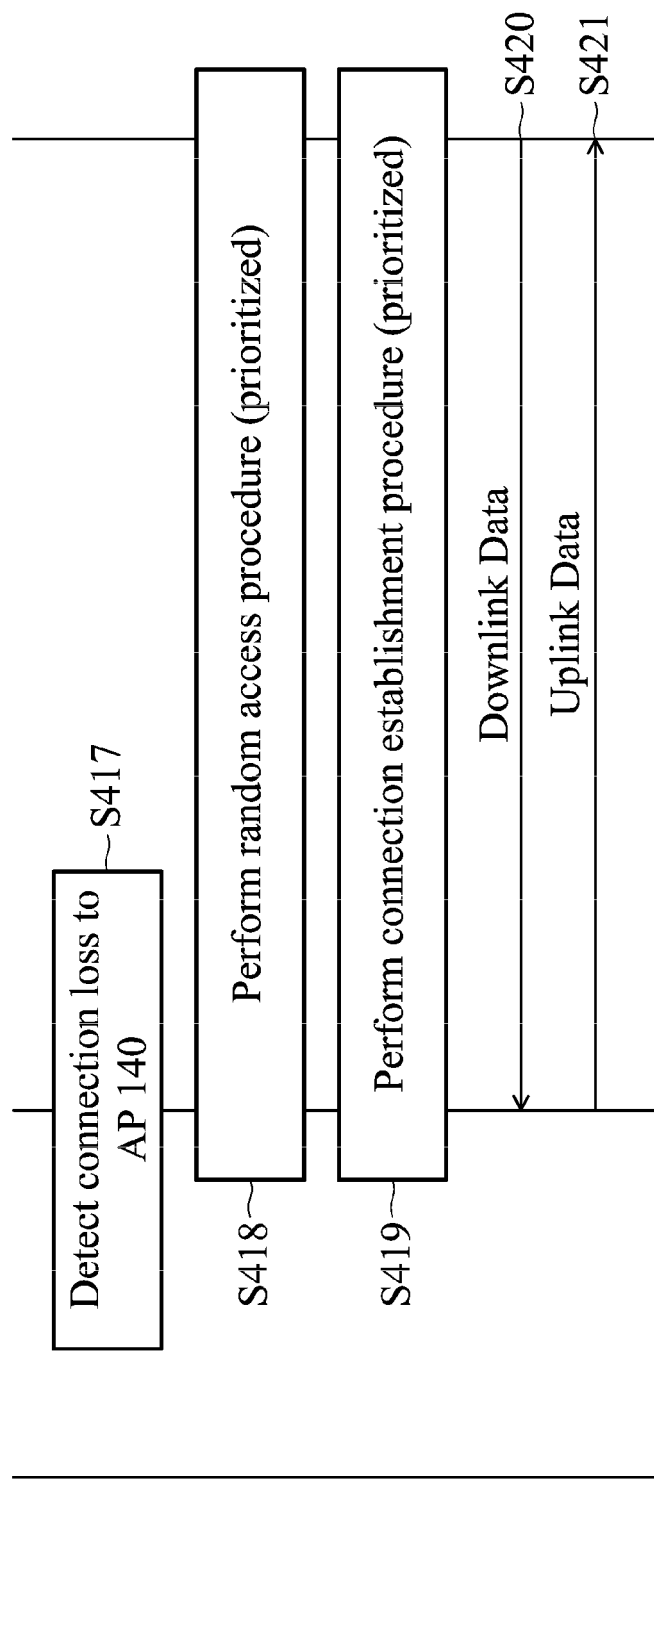 Detect connection loss to
AP 140
S417
Perform random access procedure (prioritized)
S418
Perform connection establishment procedure (prioritized)
S419
Downlink Data
S420
Uplink Data
S421